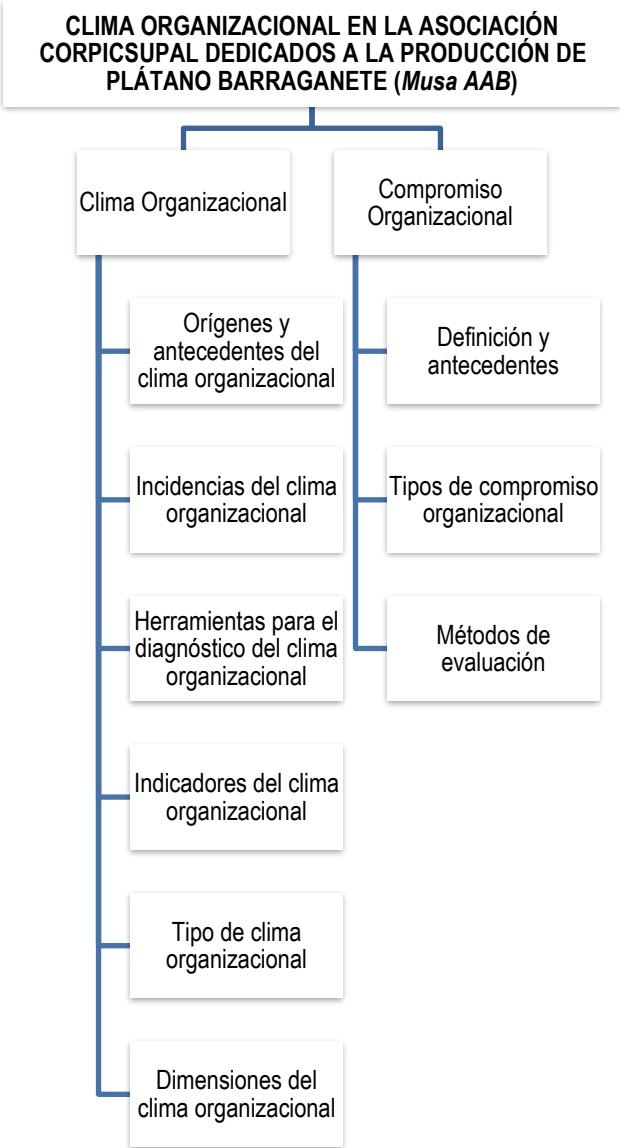 CLIMA ORGANIZACIONAL EN LA ASOCIACIÓN
CORPICSUPAL DEDICADOS A LA PRODUCCIÓN DE
PLÁTANO BARRAGANETE (Musa AAB)
Clima Organizacional
Orígenes y
antecedentes del
clima organizacional
Incidencias del clima
organizacional
Herramientas para el
diagnóstico del clima
organizacional
Indicadores del clima
organizacional
Tipo de clima
organizacional
Dimensiones del
clima organizacional
Compromiso
Organizacional
Definición y
antecedentes
Tipos de compromiso
organizacional
Métodos de
evaluación